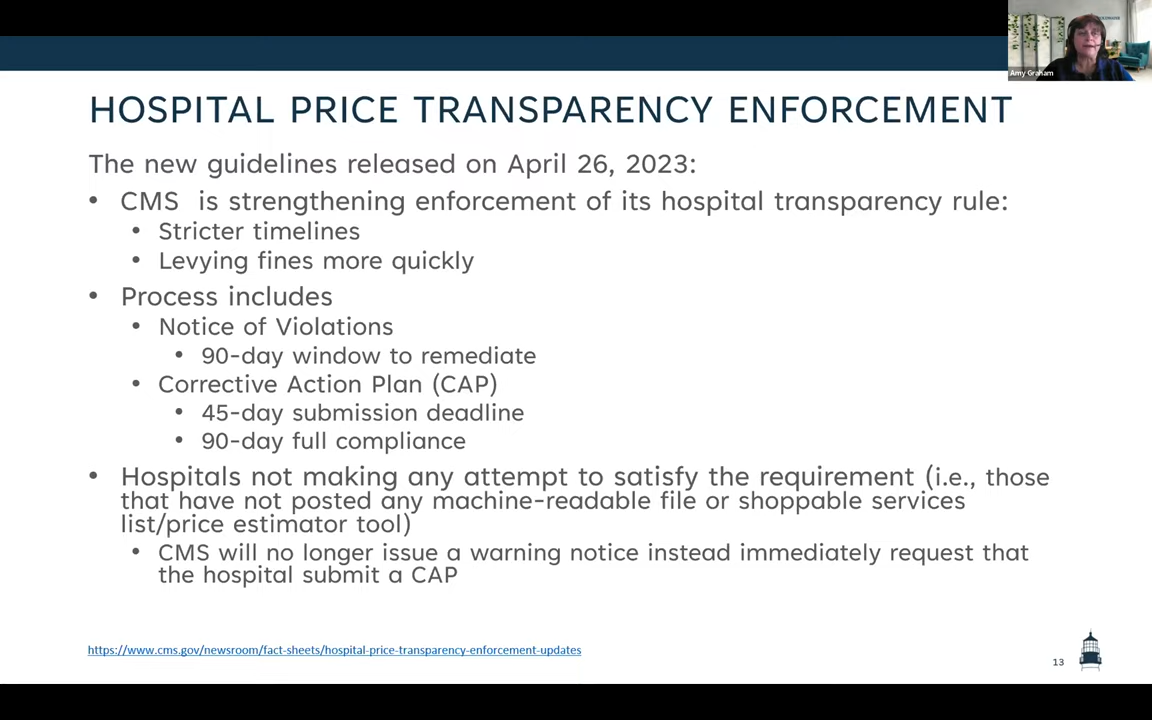 Amy Graham
HOSPITAL PRICE TRANSPARENCY ENFORCEMENT
The new guidelines released on April 26, 2023:
• CMS is strengthening enforcement of its hospital transparency rule:
• Stricter timelines
• Levying fines more quickly
• Process includes
• Notice of Violations
• 90-day window to remediate
• Corrective Action Plan (CAP)
• 45-day submission deadline
• 90-day full compliance
• Hospitals not making any attempt to satisfy the requirement (i.e., those
that have not posted any machine-readable file or shoppable services
list/price estimator tool)
• CMS will no longer issue a warning notice instead immediately request that
the hospital submit a CAP
https://www.cms.gov/newsroom/fact-sheets/hospital-price-transparency-enforcement-updates
13